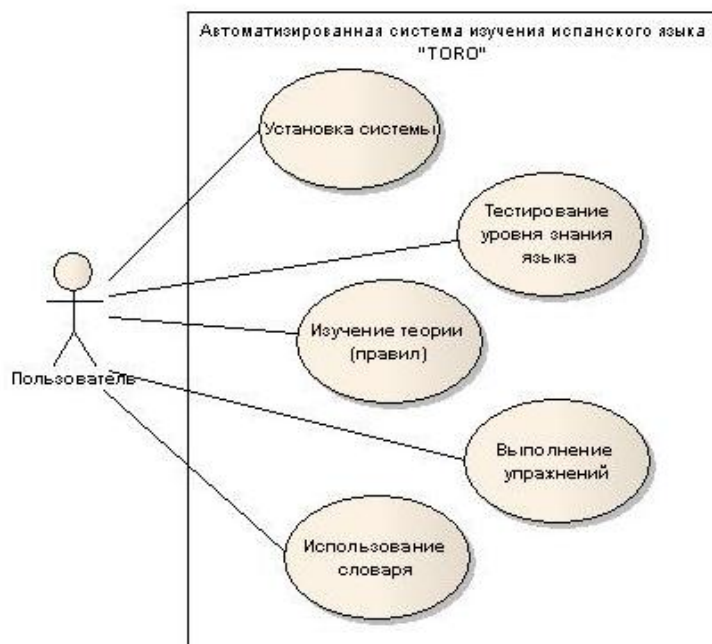 Автоматизированная система изучения испанского языка
"TORO"
Установка системы
Тестирование
уровня знания
языка
Изучение теории
(правил)
Пользователь
Выполнение
упражнений
Использование
словаря